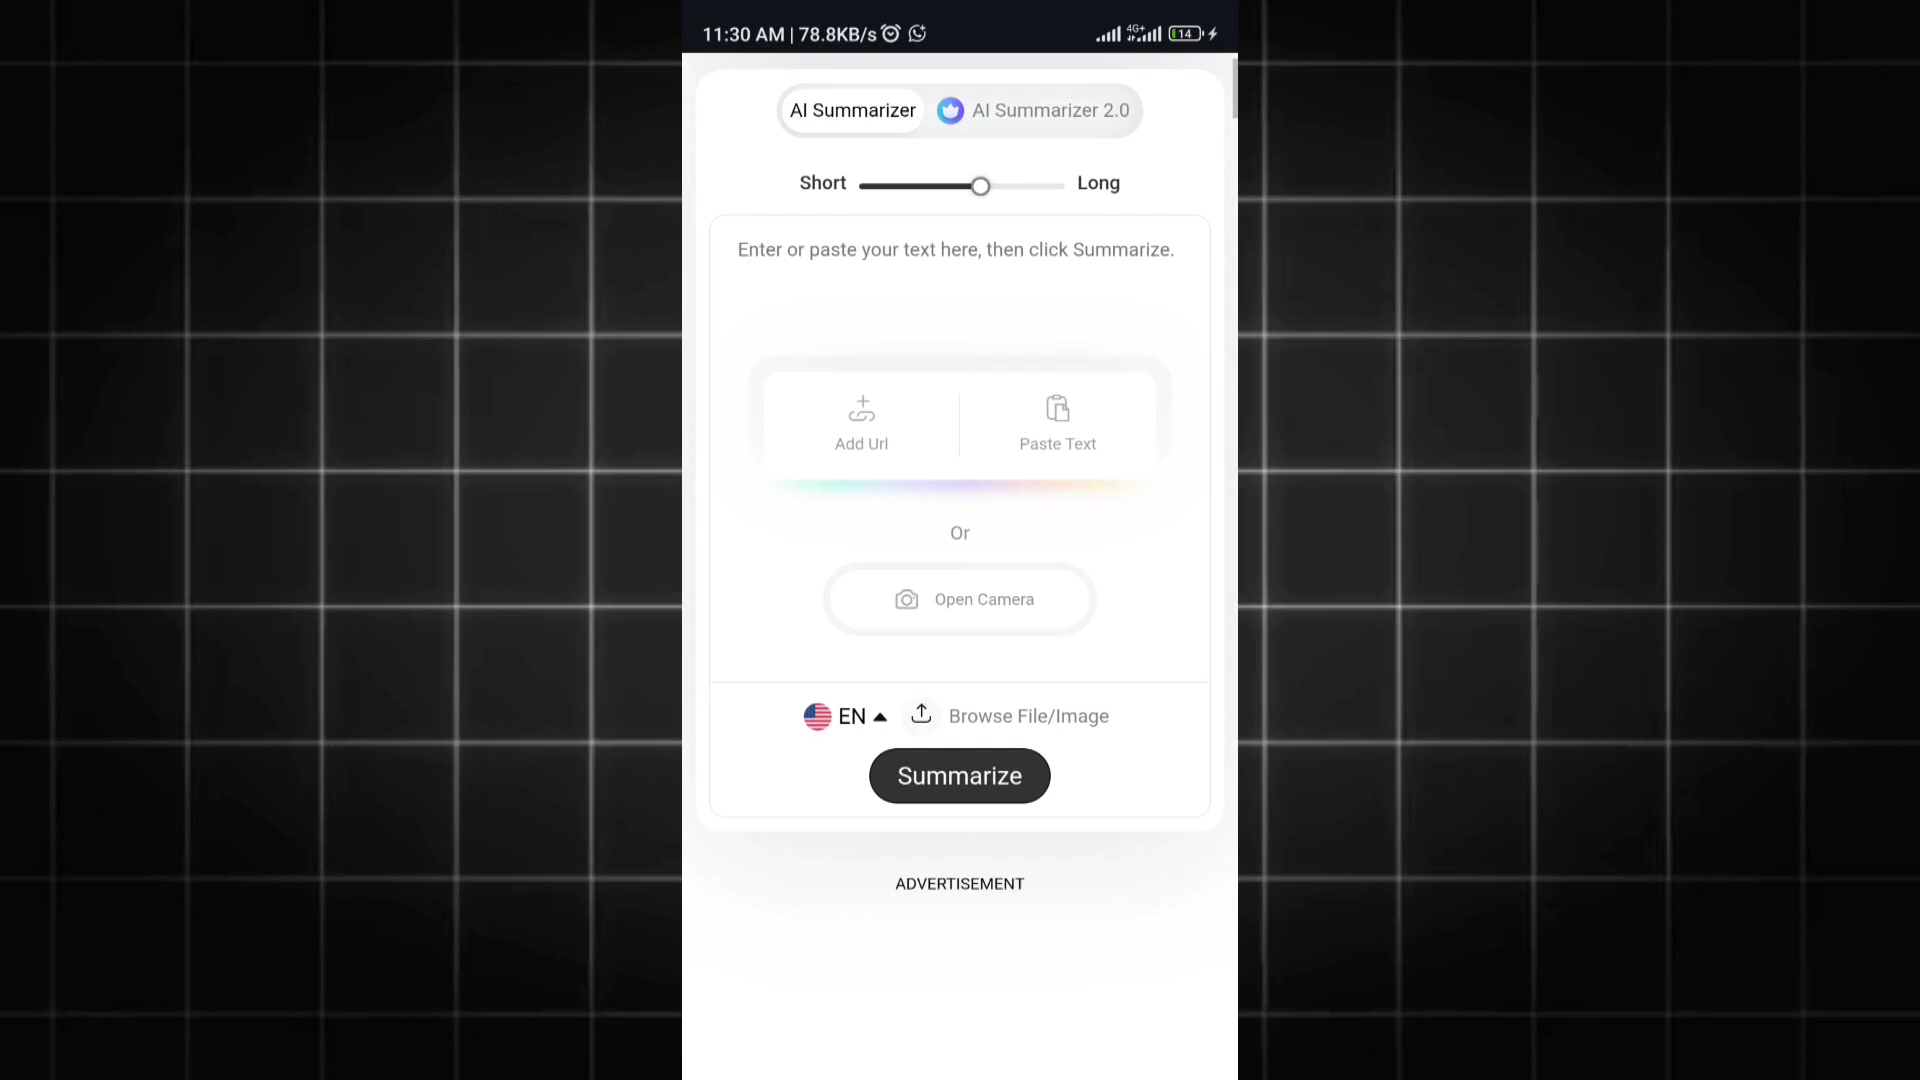 11:30 AM | 78.8KB/s 4G+ 14
AI Summarizer AI Summarizer 2.0
Short Long
Enter or paste your text here, then click Summarize.
Add Url Paste Text
Or
Open Camera
EN Browse File/Image
Summarize
ADVERTISEMENT